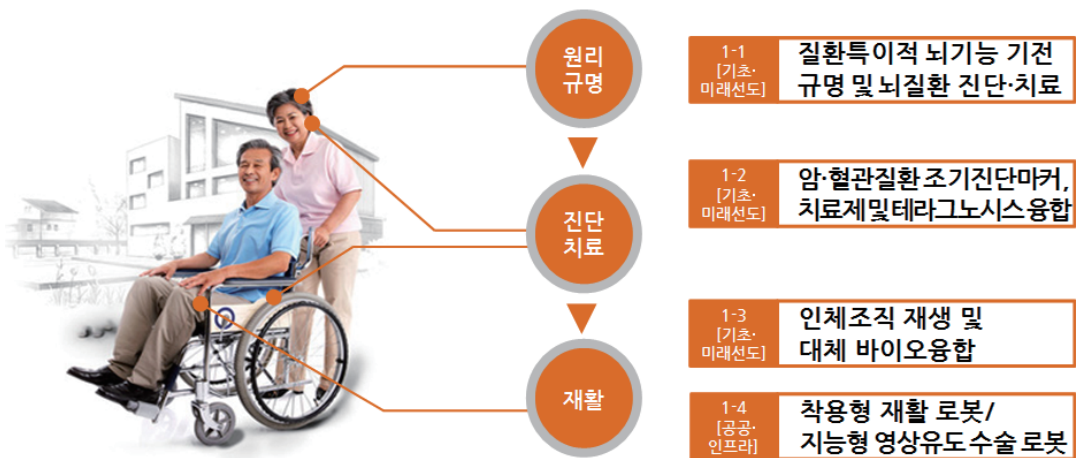 원리
규명
1-1
[기초·
미래선도]
질환특이적 뇌기능 기전
규명 및 뇌질환 진단·치료
진단
치료
1-2
[기초·
미래선도]
암·혈관질환 조기진단마커,
치료제 및 테라그노시스 융합
1-3
[기초·
미래선도]
인체조직 재생 및
대체 바이오융합
재활
1-4
[공공·
인프라]
착용형 재활 로봇/
지능형 영상유도 수술 로봇